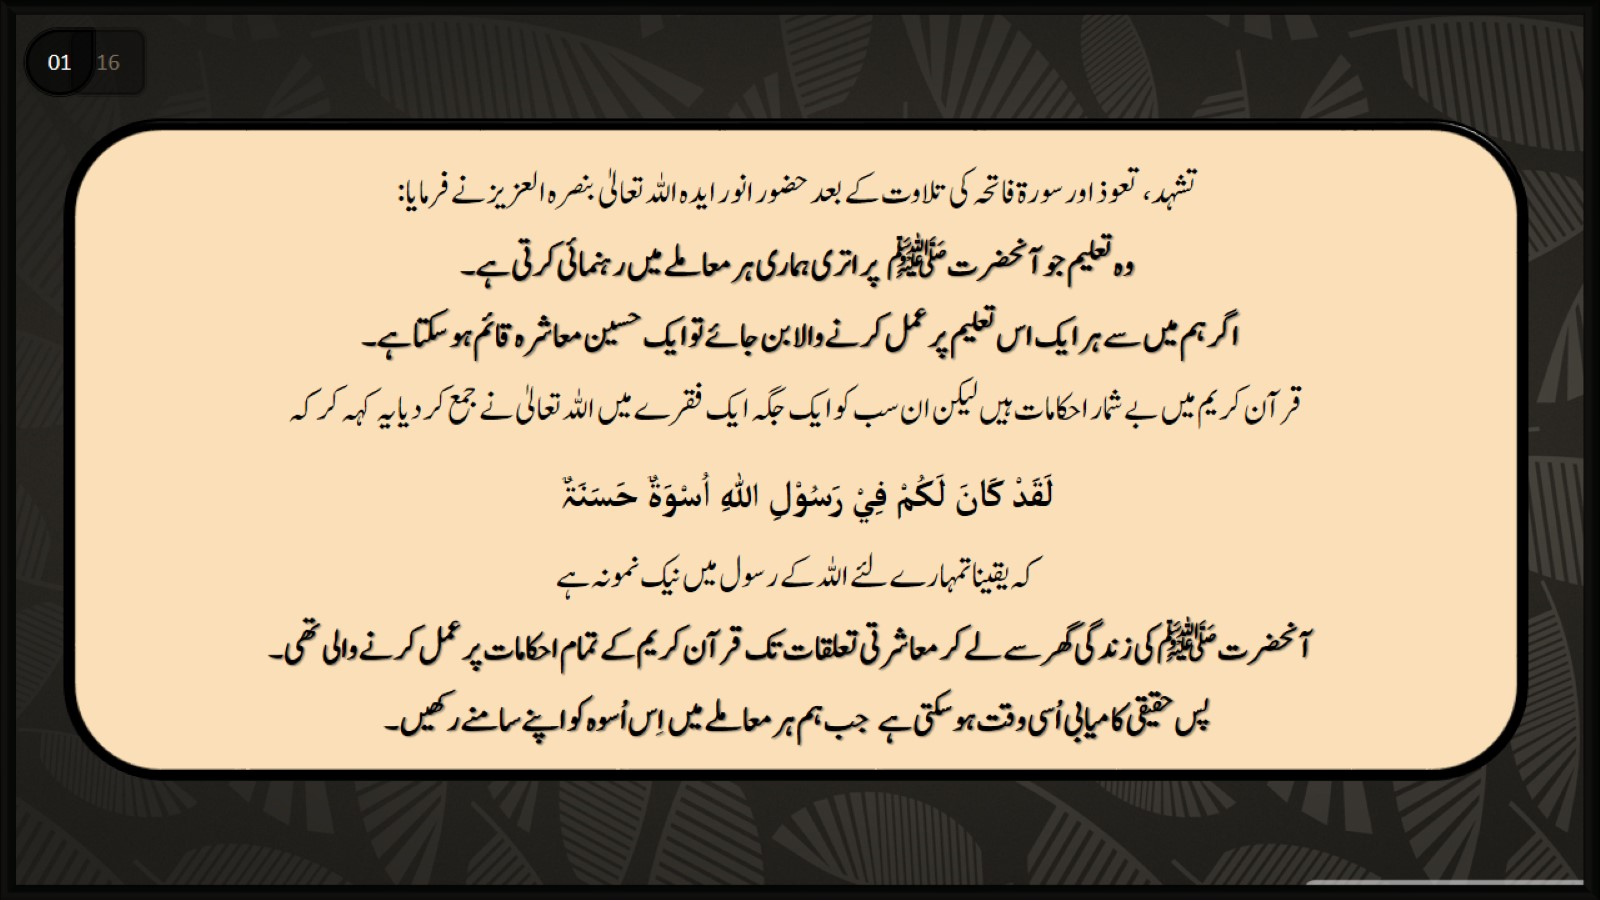 01 16
تشہد، تعوذ اور سورۃ فاتحہ کی تلاوت کے بعد حضور انور ایدہ اللہ تعالیٰ بنصرہ العزیز نے فرمایا:
وہ تعلیم جو آنحضرت ﷺ پر اتری ہماری ہر معاملے میں رہنمائی کرتی ہے۔
اگر ہم میں سے ہر ایک اس تعلیم پر عمل کرنے والا بن جائے تو ایک حسین معاشرہ قائم ہو سکتا ہے۔
قرآن کریم میں بے شمار احکامات ہیں لیکن ان سب کو ایک جگہ ایک فقرے میں اللہ تعالیٰ نے جمع کر دیا یہ کہہ کر کہ
لَقَدْ كَانَ لَكُمْ فِيْ رَسُوْلِ اللهِ اُسْوَةٌ حَسَنَةٌ
کہ یقینا تمہارے لئے اللہ کے رسول میں نیک نمونہ ہے
آنحضرت ﷺ کی زندگی گھر سے لے کر معاشرتی تعلقات تک قرآن کریم کے تمام احکامات پر عمل کرنے والی تھی۔
پس حقیقی کامیابی اُسی وقت ہو سکتی ہے جب ہم ہر معاملے میں اِس اُسوہ کو اپنے سامنے رکھیں۔